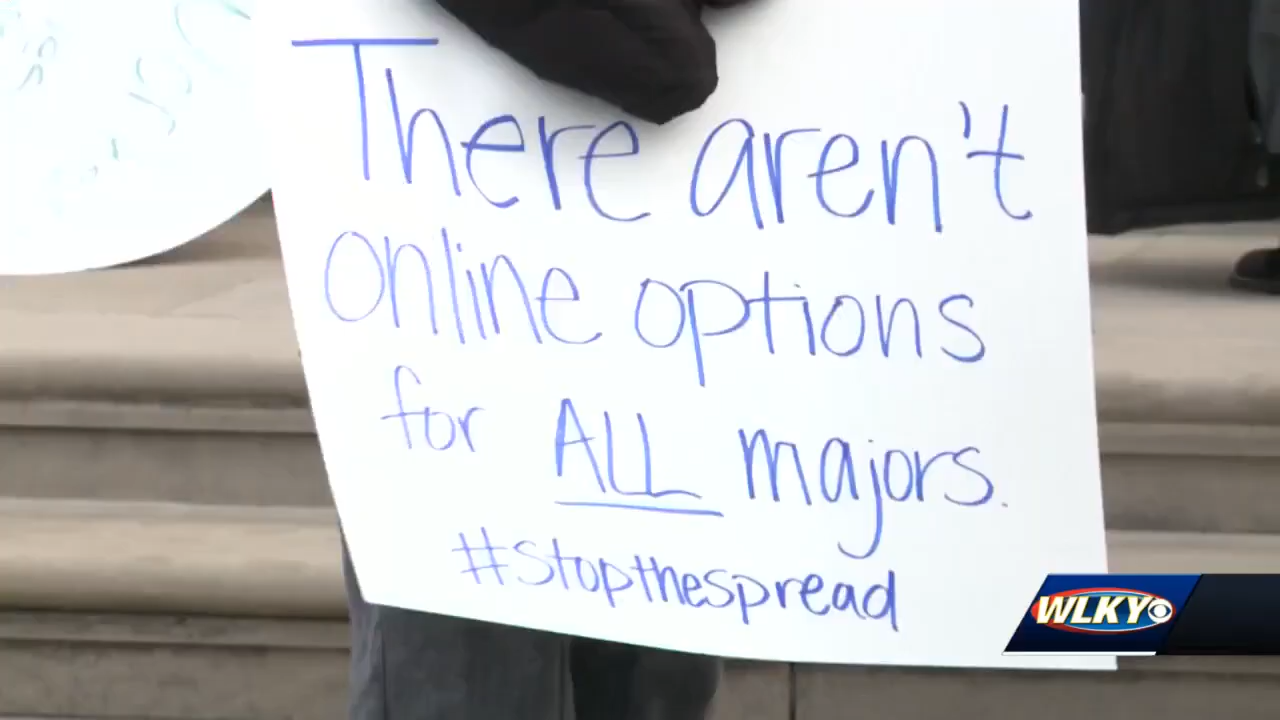 There aren't
online options
for ALL majors.
#stopthespread
WLKY